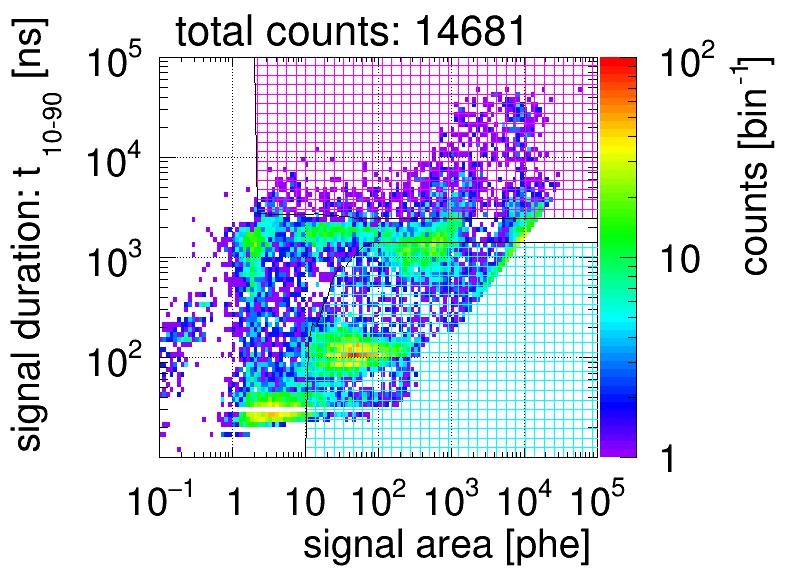 total counts: 14681
signal duration: t 10-90 [ns]
10^5
10^4
10^3
10^2
10^−1 1 10 10^2 10^3 10^4 10^5
signal area [phe]
10^2
10
1
counts [bin^-1]